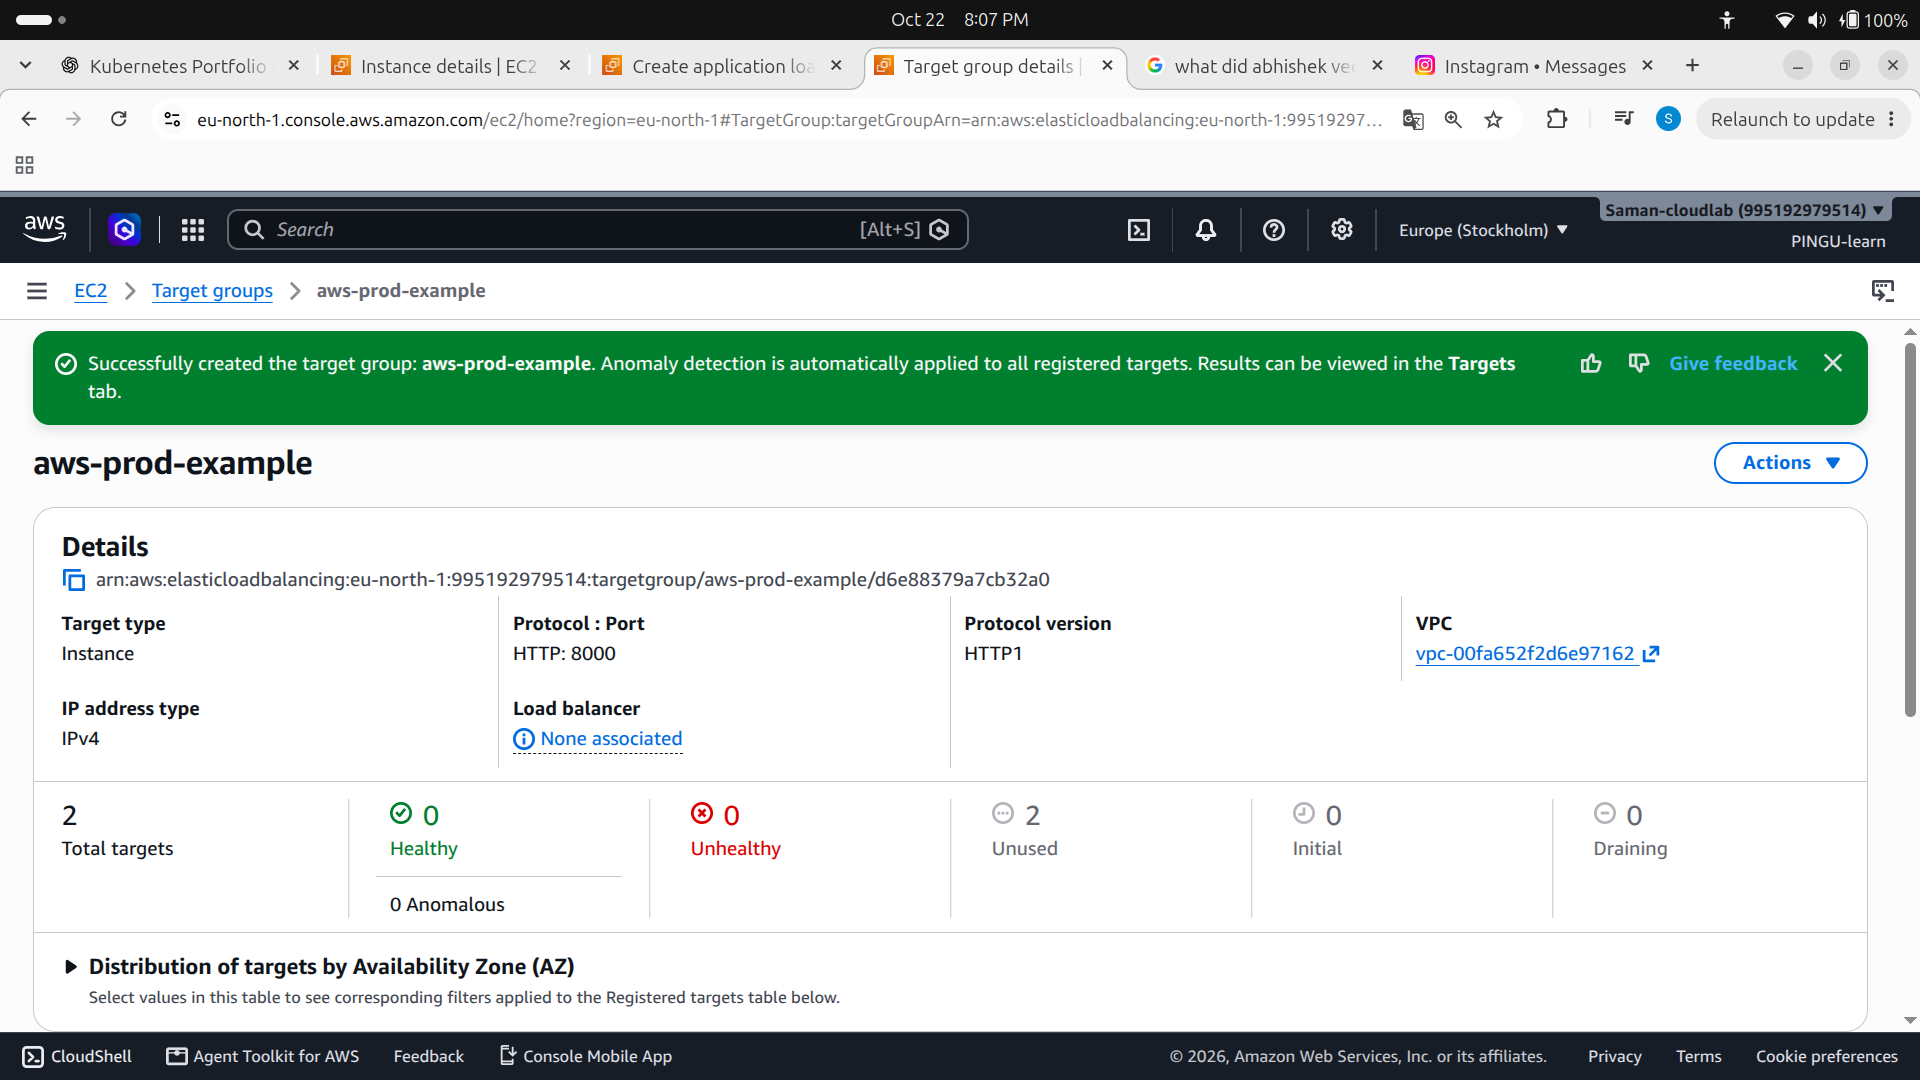 Oct 22 8:07 PM
100%
Kubernetes Portfolio
Instance details | EC2
Create application loa
Target group details |
what did abhishek vee
Instagram • Messages
eu-north-1.console.aws.amazon.com/ec2/home?region=eu-north-1#TargetGroup:targetGroupArn=arn:aws:elasticloadbalancing:eu-north-1:99519297...
S
Relaunch to update
aws
Search
[Alt+S]
Europe (Stockholm)
Saman-cloudlab (995192979514)
PINGU-learn
EC2
Target groups
aws-prod-example
Successfully created the target group: aws-prod-example. Anomaly detection is automatically applied to all registered targets. Results can be viewed in the Targets
tab.
Give feedback
aws-prod-example
Actions
Details
arn:aws:elasticloadbalancing:eu-north-1:995192979514:targetgroup/aws-prod-example/d6e88379a7cb32a0
Target type
Instance
Protocol : Port
HTTP: 8000
Protocol version
HTTP1
VPC
vpc-00fa652f2d6e97162
IP address type
IPv4
Load balancer
None associated
2
Total targets
0
Healthy
0 Anomalous
0
Unhealthy
2
Unused
0
Initial
0
Draining
Distribution of targets by Availability Zone (AZ)
Select values in this table to see corresponding filters applied to the Registered targets table below.
CloudShell
Agent Toolkit for AWS
Feedback
Console Mobile App
© 2026, Amazon Web Services, Inc. or its affiliates.
Privacy
Terms
Cookie preferences